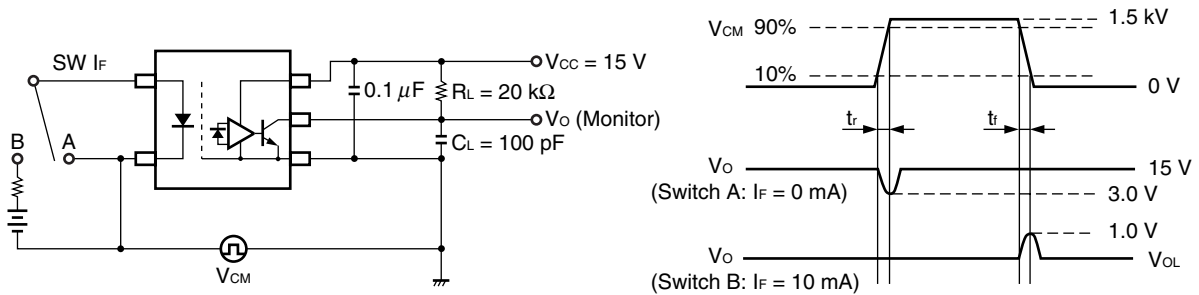 SW IF
B
A
VCC = 15 V
0.1 μF
RL = 20 kΩ
VO (Monitor)
CL = 100 pF
VCM
VCM 90%
10%
1.5 kV
0 V
tr
tf
VO
(Switch A: IF = 0 mA)
15 V
3.0 V
1.0 V
VO
(Switch B: IF = 10 mA)
VOL